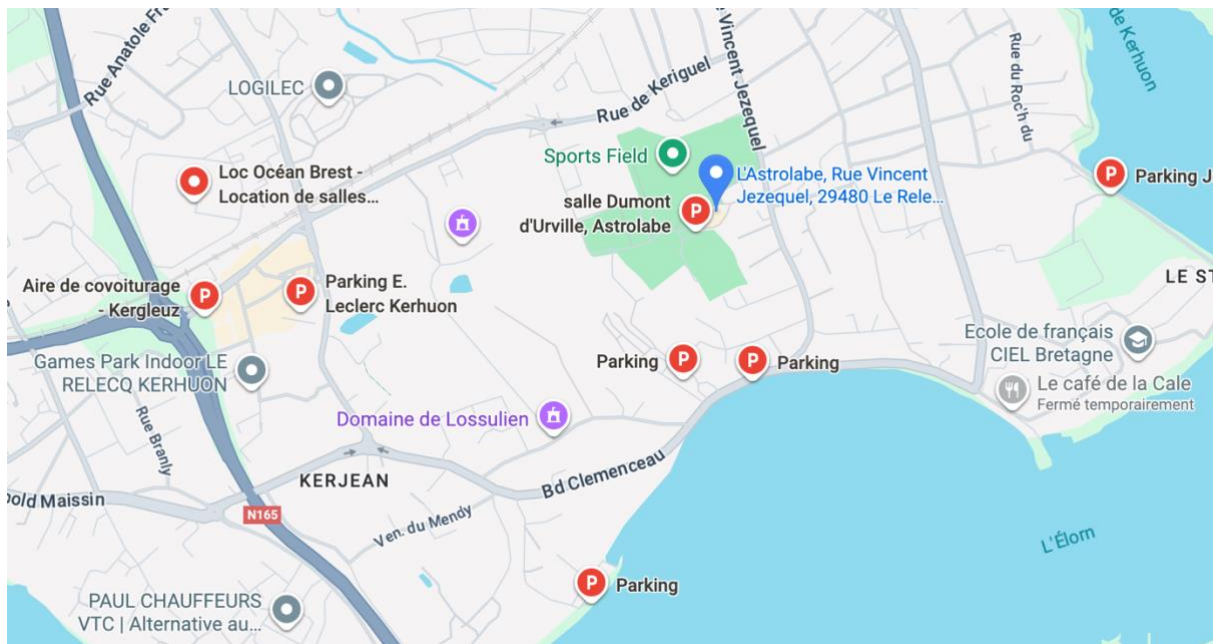 Rue Anatole Fr
LOGILEC
Rue de Keriguel
Vincent Jezequel
Rue du Roc'h du
de Kerhuon
Loc Océan Brest -
Location de salles...
Sports Field
L'Astrolabe, Rue Vincent
Jezequel, 29480 Le Rele...
salle Dumont
d'Urville, Astrolabe
P
P
Parking J
Aire de covoiturage
- Kergleuz
P
P
Parking E.
Leclerc Kerhuon
LE ST
Games Park Indoor LE
RELECQ KERHUON
Parking
P
P
Parking
Ecole de français
CIEL Bretagne
Le café de la Cale
Fermé temporairement
Rue Branly
Domaine de Lossulien
KERJEAN
Bd Clemenceau
old Maissin
N165
Ven. du Mendy
L'Élorn
P
Parking
PAUL CHAUFFEURS
VTC | Alternative au...